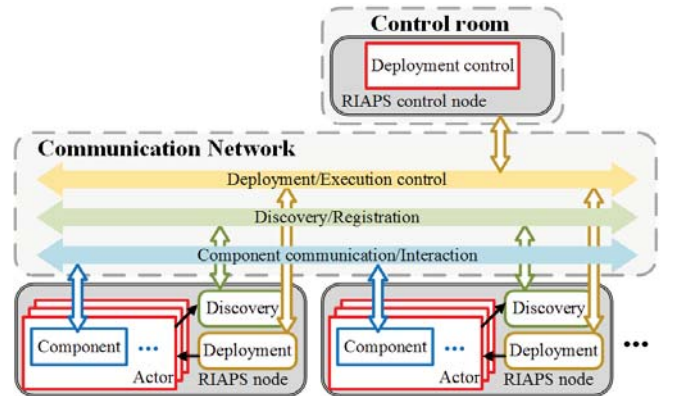 Control room
Deployment control
RIAPS control node
Communication Network
Deployment/Execution control
Discovery/Registration
Component communication/Interaction
Discovery
Component ...
Deployment
Actor
RIAPS node
Discovery
Component ...
Deployment
Actor
RIAPS node
...